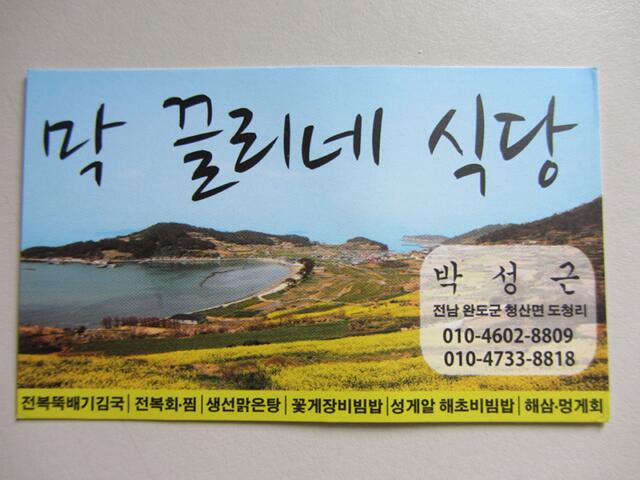 막 끌리네 식당
박 성 근
전남 완도군 청산면 도청리
010-4602-8809
010-4733-8818
전복뚝배기김국| 전복회·찜| 생선맑은탕| 꽃게장비빔밥| 성게알 해초비빔밥| 해삼·멍게회